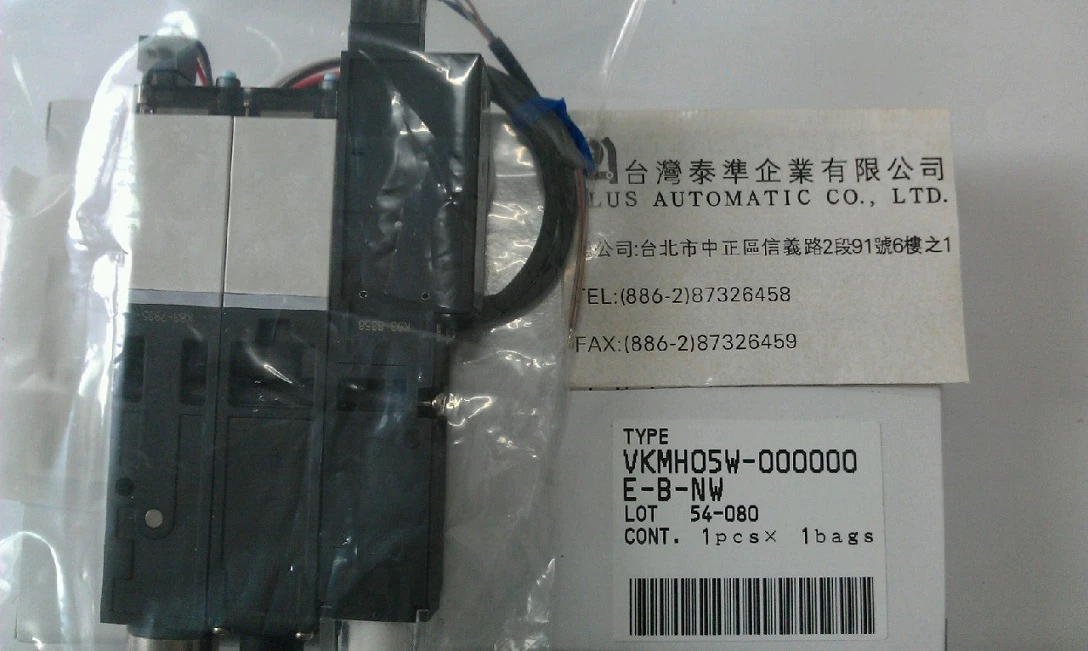 台灣泰準企業有限公司
LUS AUTOMATIC CO., LTD.
公司:台北市中正區信義路2段91號6樓之1
TEL:(886-2)87326458
FAX:(886-2)87326459
TYPE
VKMH05W-000000
E-B-NW
LOT 54-080
CONT. 1pcs× 1bags